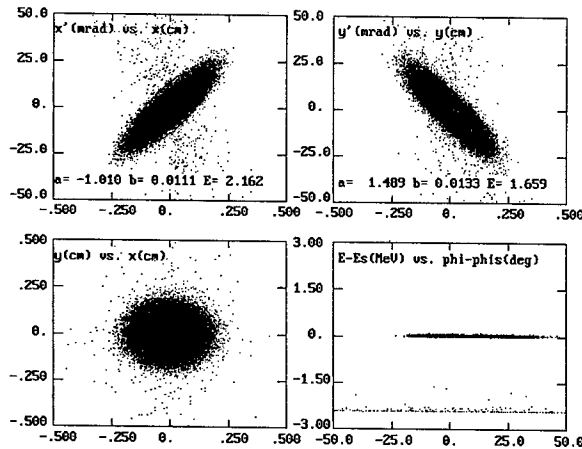 50.0
x'(mrad) vs. x(cm)
25.0
0.
-25.0
a= -1.010 b= 0.0111 E= 2.162
50.0
-.500 -.250 0. 0.250 .500
50.0
y'(mrad) vs. y(cm)
25.0
0.
-25.0
a= 1.489 b= 0.0133 E= 1.659
-50.0
-.500 -.250 0. 0.250 .500
.500
y(cm) vs. x(cm)
.250
0.
-0.250
-.500
-.500 -.250 0. 0.250 .500
3.00
E-Es(MeV) vs. phi-phis(deg)
1.50
0.
-1.50
-3.00
-50.0 -25.0 0. 25.0 50.0